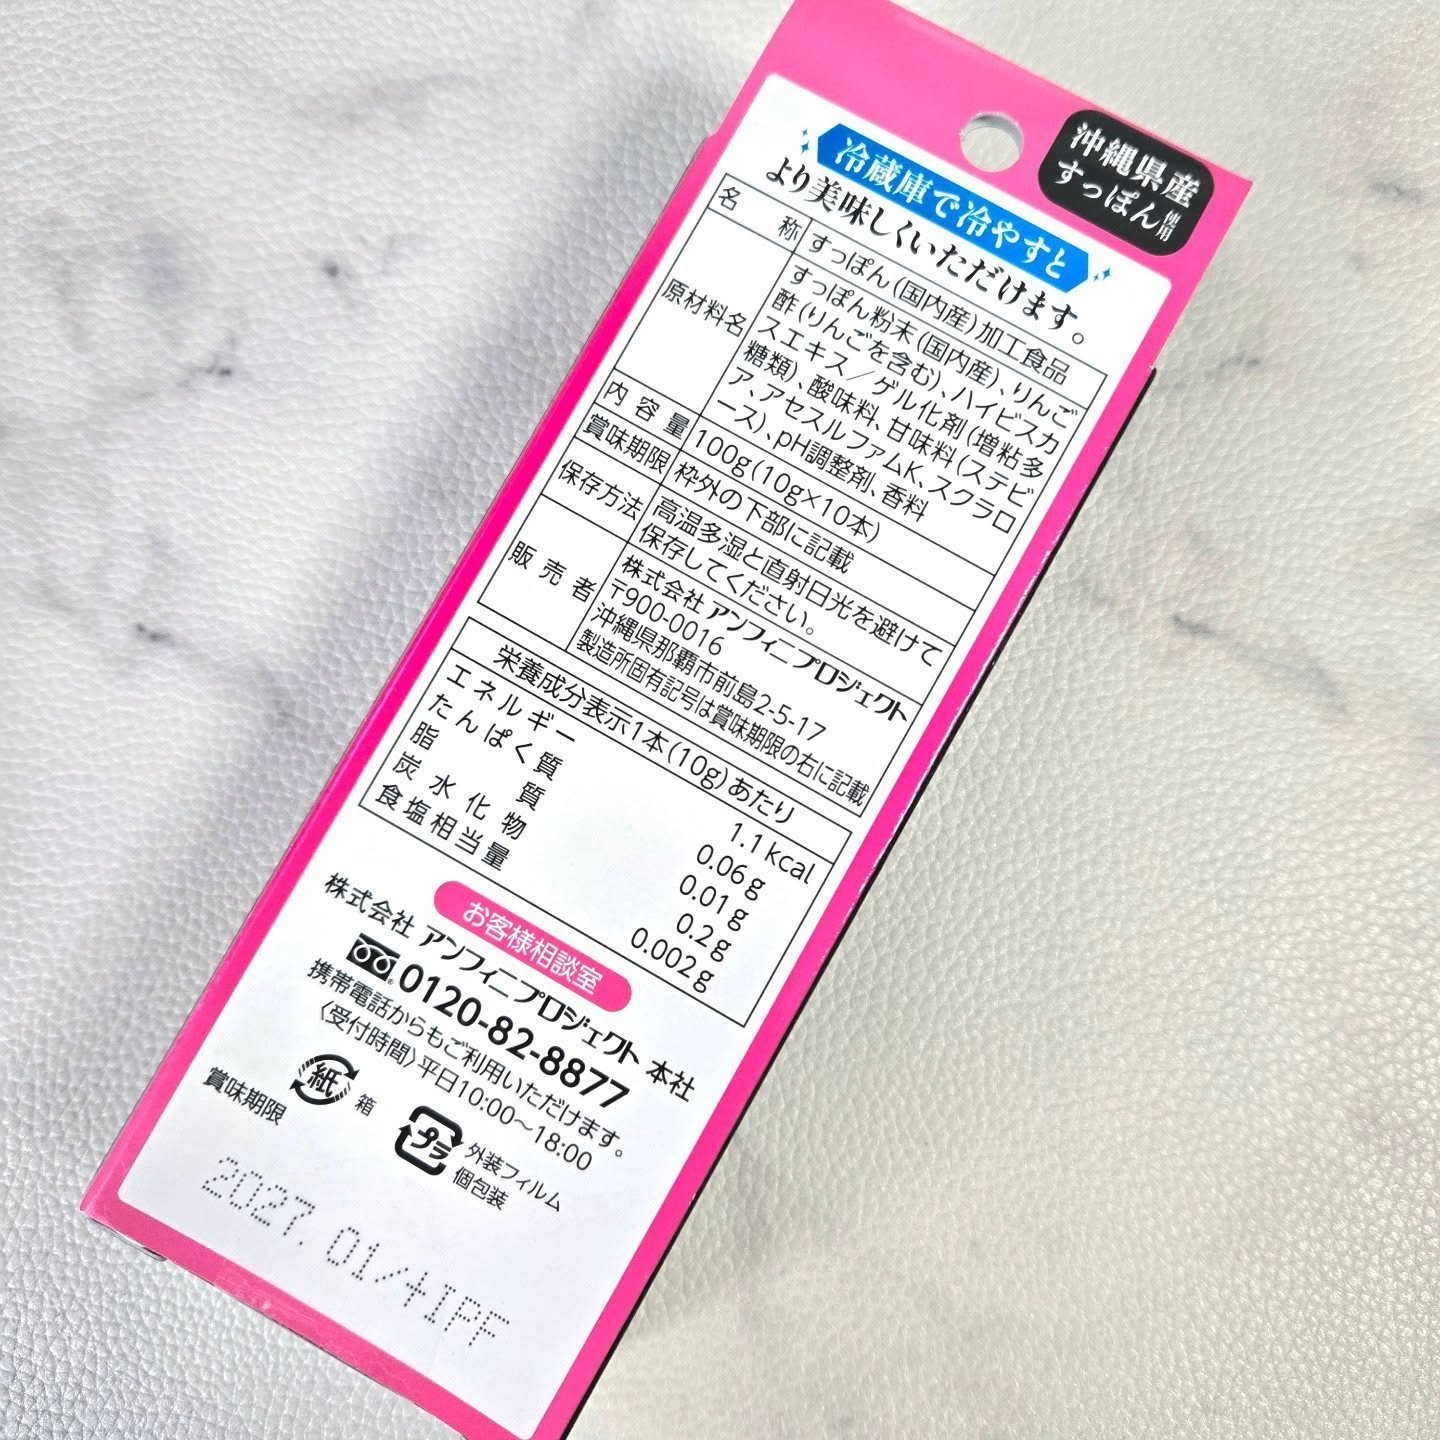 沖縄県産
すっぽん使用
冷蔵庫で冷やすと
より美味しくいただけます。
名称 すっぽん(国内産)加工食品
原材料名 すっぽん粉末(国内産)、りんご
酢(りんごを含む)、ハイビスカ
スエキス／ゲル化剤(増粘多
糖類)、酸味料、甘味料(ステビ
ア、アセスルファムK、スクラロ
ース)、pH調整剤、香料
内容量 100g(10g×10本)
賞味期限 枠外の下部に記載
保存方法 高温多湿と直射日光を避けて
保存してください。
販売者 株式会社 アンフィニプロジェクト
〒900-0016
沖縄県那覇市前島2-5-17
製造所固有記号は賞味期限の右に記載
栄養成分表示1本(10g)あたり
エネルギー 1.1kcal
たんぱく質 0.06g
脂質 0.01g
炭水化物 0.2g
食塩相当量 0.002g
お客様相談室
株式会社 アンフィニプロジェクト 本社
0120-82-8877
携帯電話からもご利用いただけます。
〈受付時間〉平日10:00〜18:00
紙 箱
プラ 外装フィルム
個包装
賞味期限
2027.01/+IPF